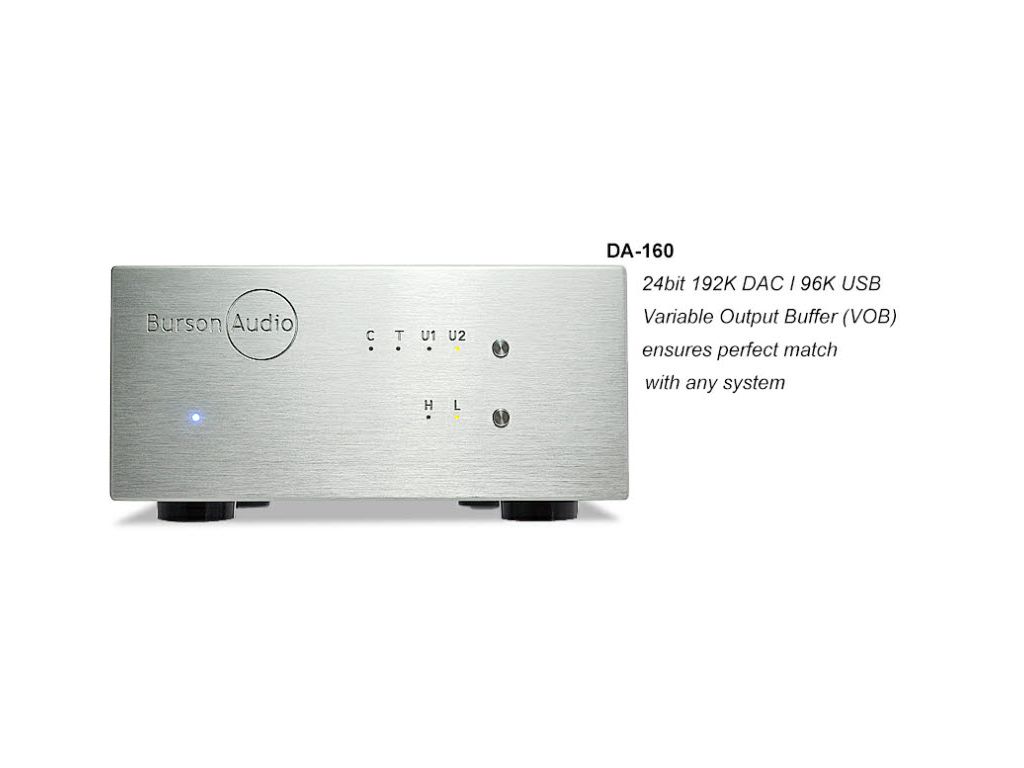 DA-160
24bit 192K DAC I 96K USB
Variable Output Buffer (VOB)
ensures perfect match
with any system
Burson Audio
C T U1 U2
H L